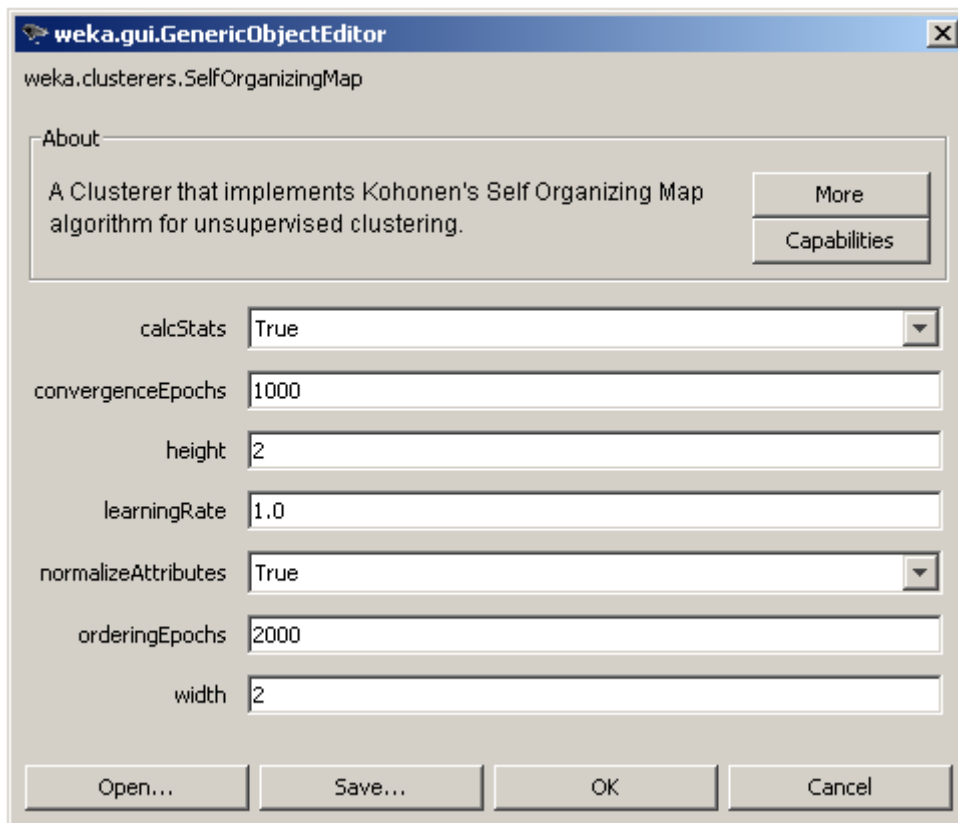 weka.gui.GenericObjectEditor
weka.clusterers.SelfOrganizingMap
About
A Clusterer that implements Kohonen's Self Organizing Map
algorithm for unsupervised clustering.
More
Capabilities
calcStats True
convergenceEpochs 1000
height 2
learningRate 1.0
normalizeAttributes True
orderingEpochs 2000
width 2
Open... Save... OK Cancel